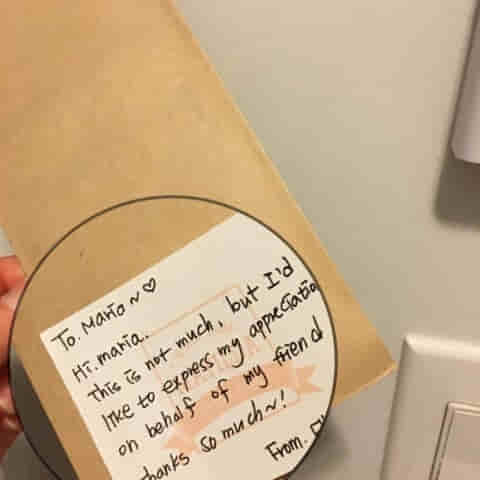 To. Maria ~ ♡
Hi. maria..
This is not much, but I'd
like to express my appreciation
on behalf of my friend
Thanks so much~!
From.